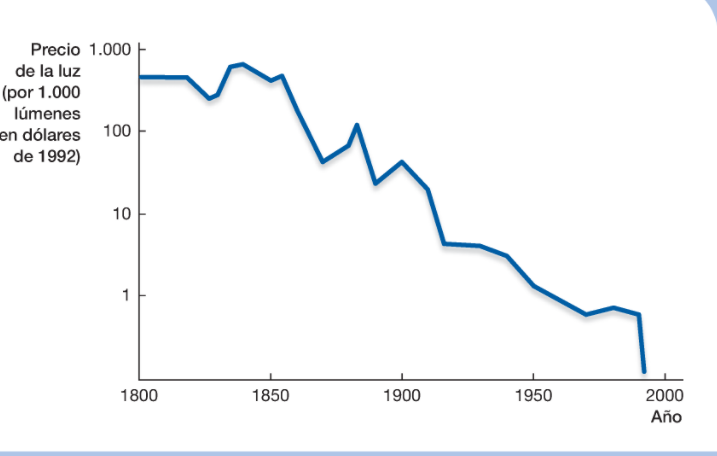 Precio
de la luz
(por 1.000
lúmenes
en dólares
de 1992)
1.000
100
10
1
1800 1850 1900 1950 2000
Año